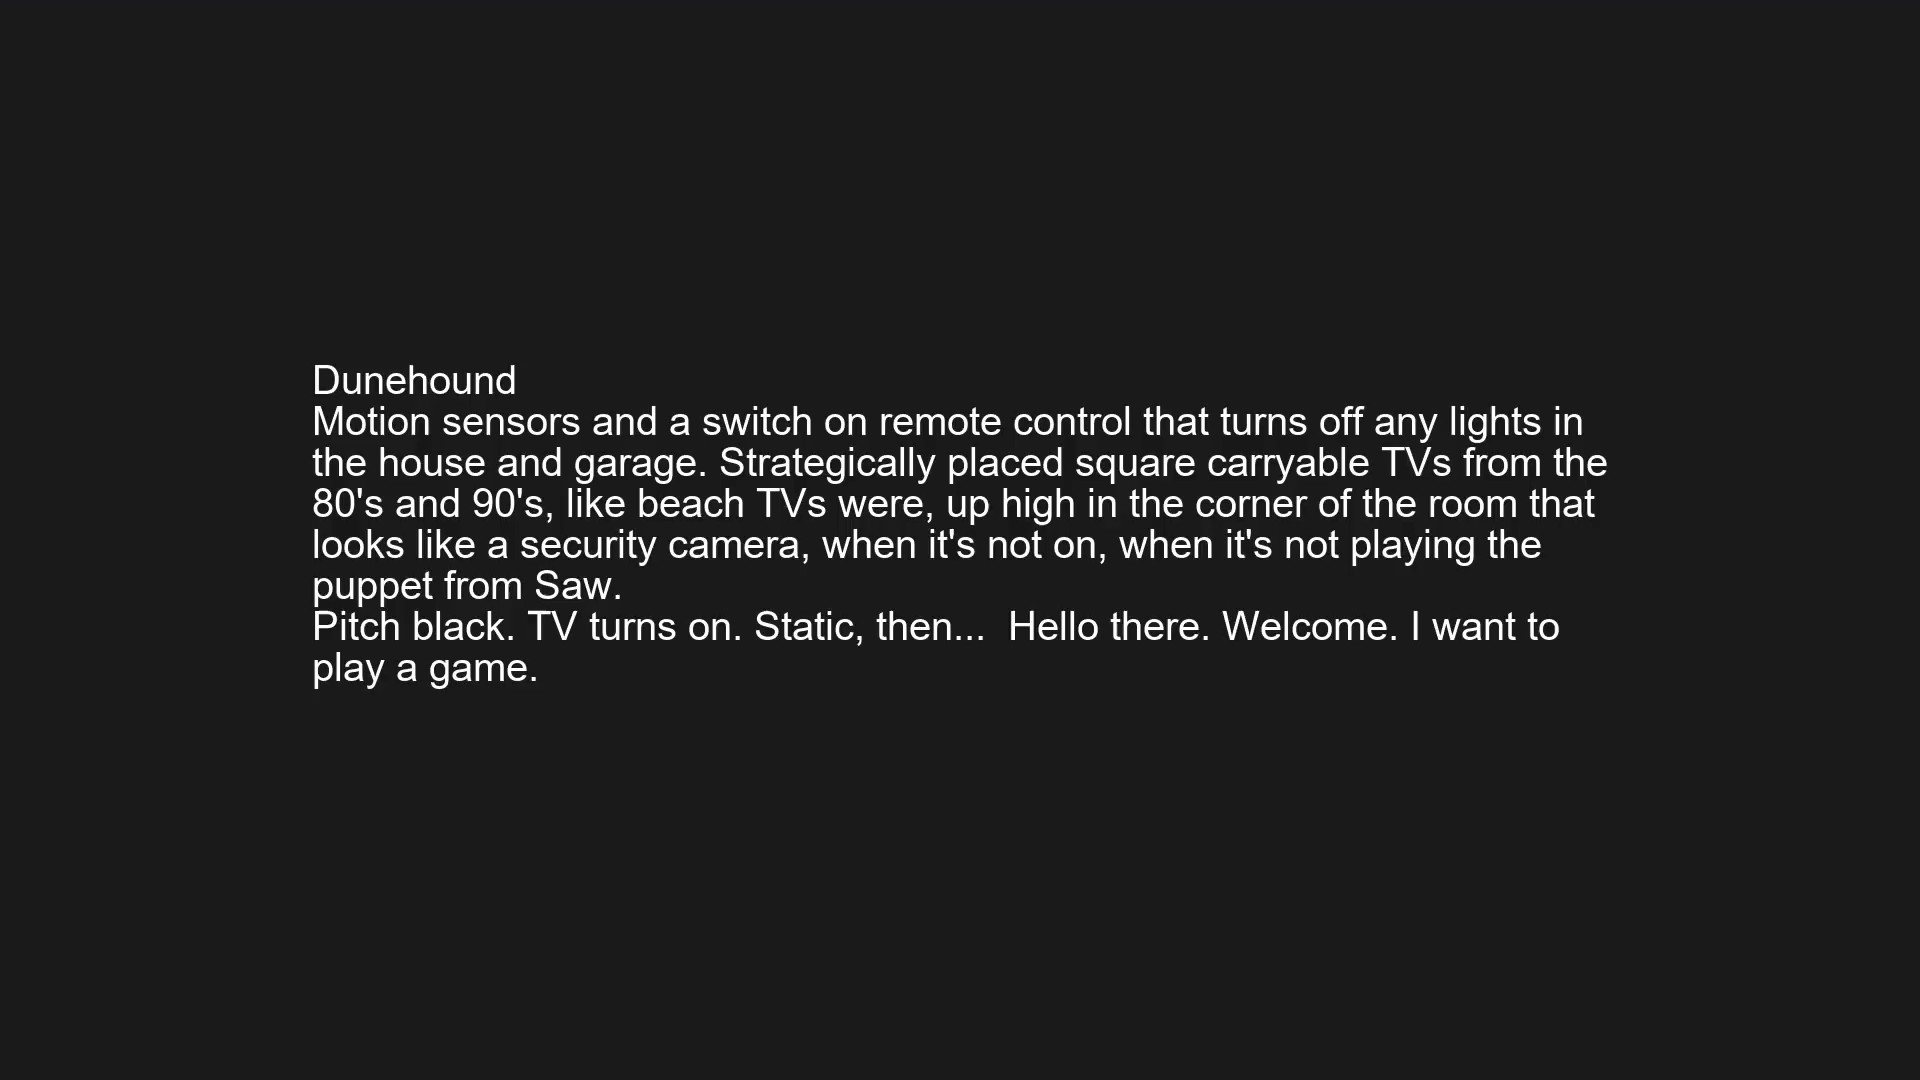 Dunehound
Motion sensors and a switch on remote control that turns off any lights in
the house and garage. Strategically placed square carryable TVs from the
80's and 90's, like beach TVs were, up high in the corner of the room that
looks like a security camera, when it's not on, when it's not playing the
puppet from Saw.
Pitch black. TV turns on. Static, then...  Hello there. Welcome. I want to
play a game.